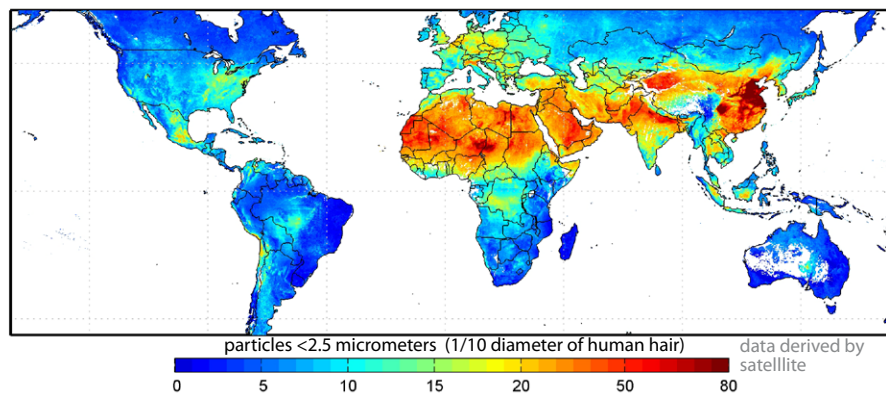 particles <2.5 micrometers (1/10 diameter of human hair)
data derived by
satelllite
0 5 10 15 20 50 80